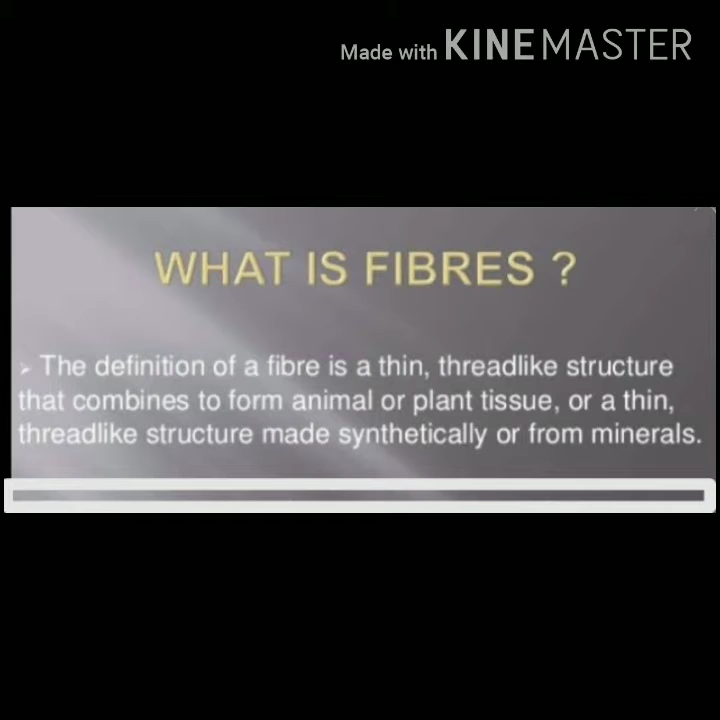 Made with KINEMASTER
WHAT IS FIBRES ?
➢ The definition of a fibre is a thin, threadlike structure
that combines to form animal or plant tissue, or a thin,
threadlike structure made synthetically or from minerals.